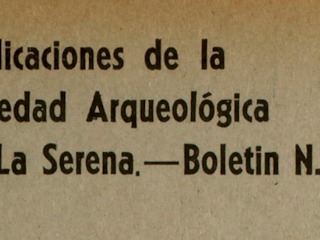 licaciones de la
edad Arqueológica
La Serena.—Boletin N.